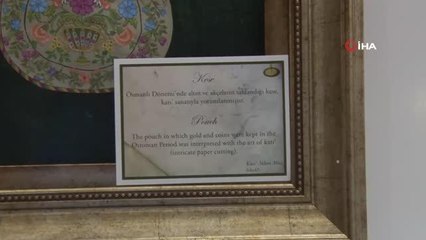 İHA
Kese
Osmanlı Dönemi'nde altın ve akçelerin saklandığı kese,
katı' sanatıyla yorumlanmıştır.
Pouch
The pouch in which gold and coins were kept in the
Ottoman Period was interpreted with the art of katı'
(intricate paper cutting).